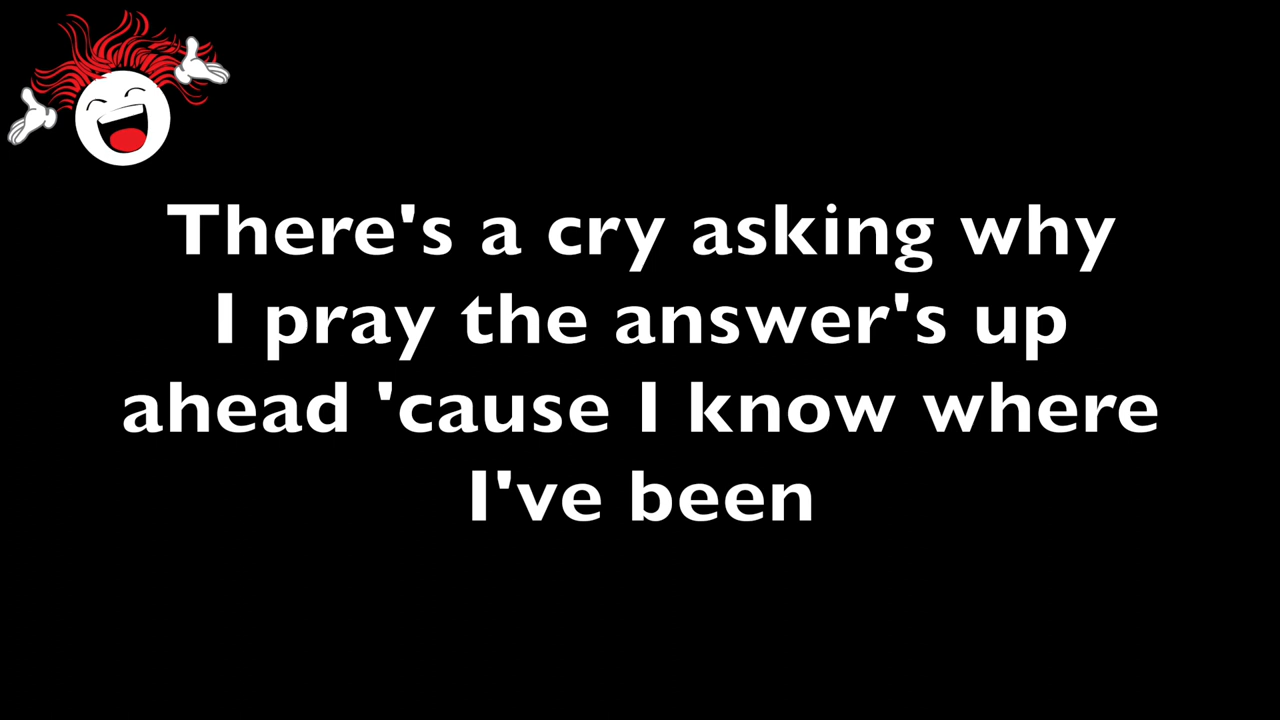 There's a cry asking why
I pray the answer's up
ahead 'cause I know where
I've been